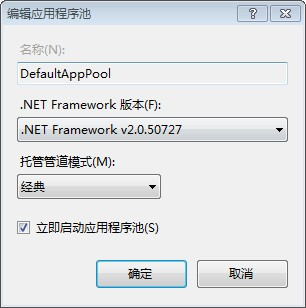 编辑应用程序池
名称(N):
DefaultAppPool
.NET Framework 版本(F):
.NET Framework v2.0.50727
托管管道模式(M):
经典
立即启动应用程序池(S)
确定
取消